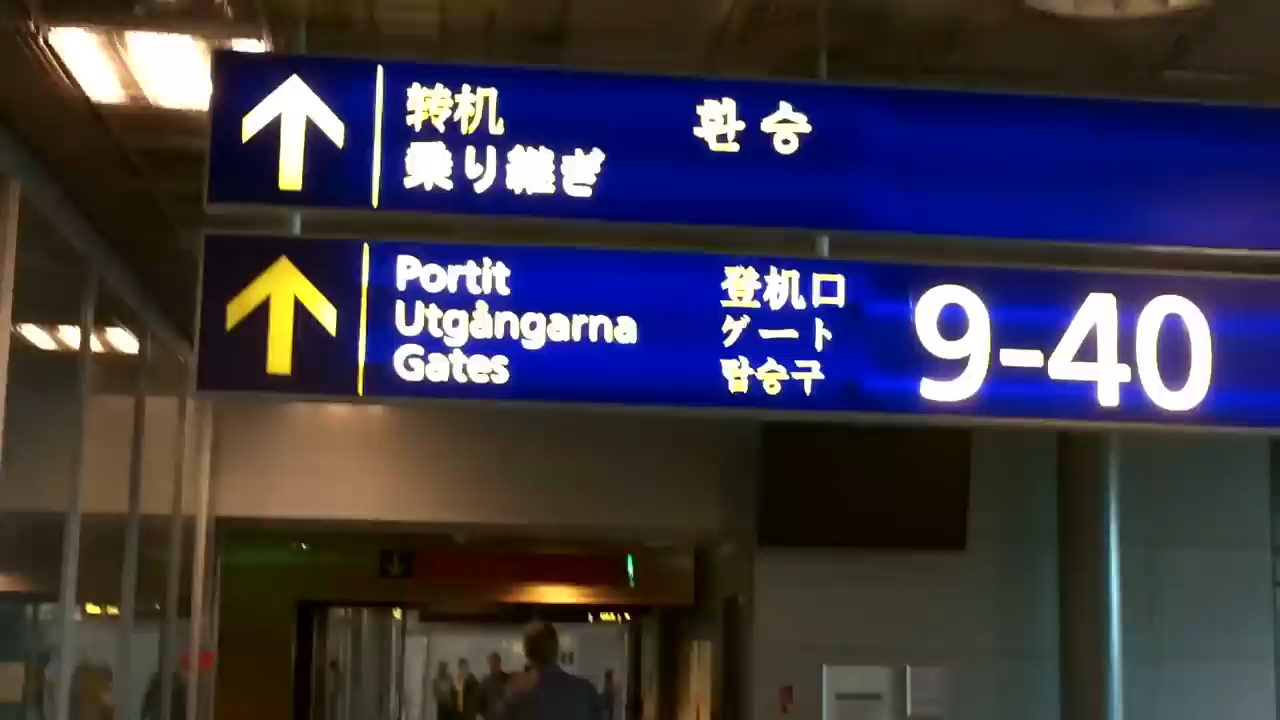 转机 환승
乗り継ぎ
Portit 登机口 9-40
Utgångarna ゲート
Gates 탑승구